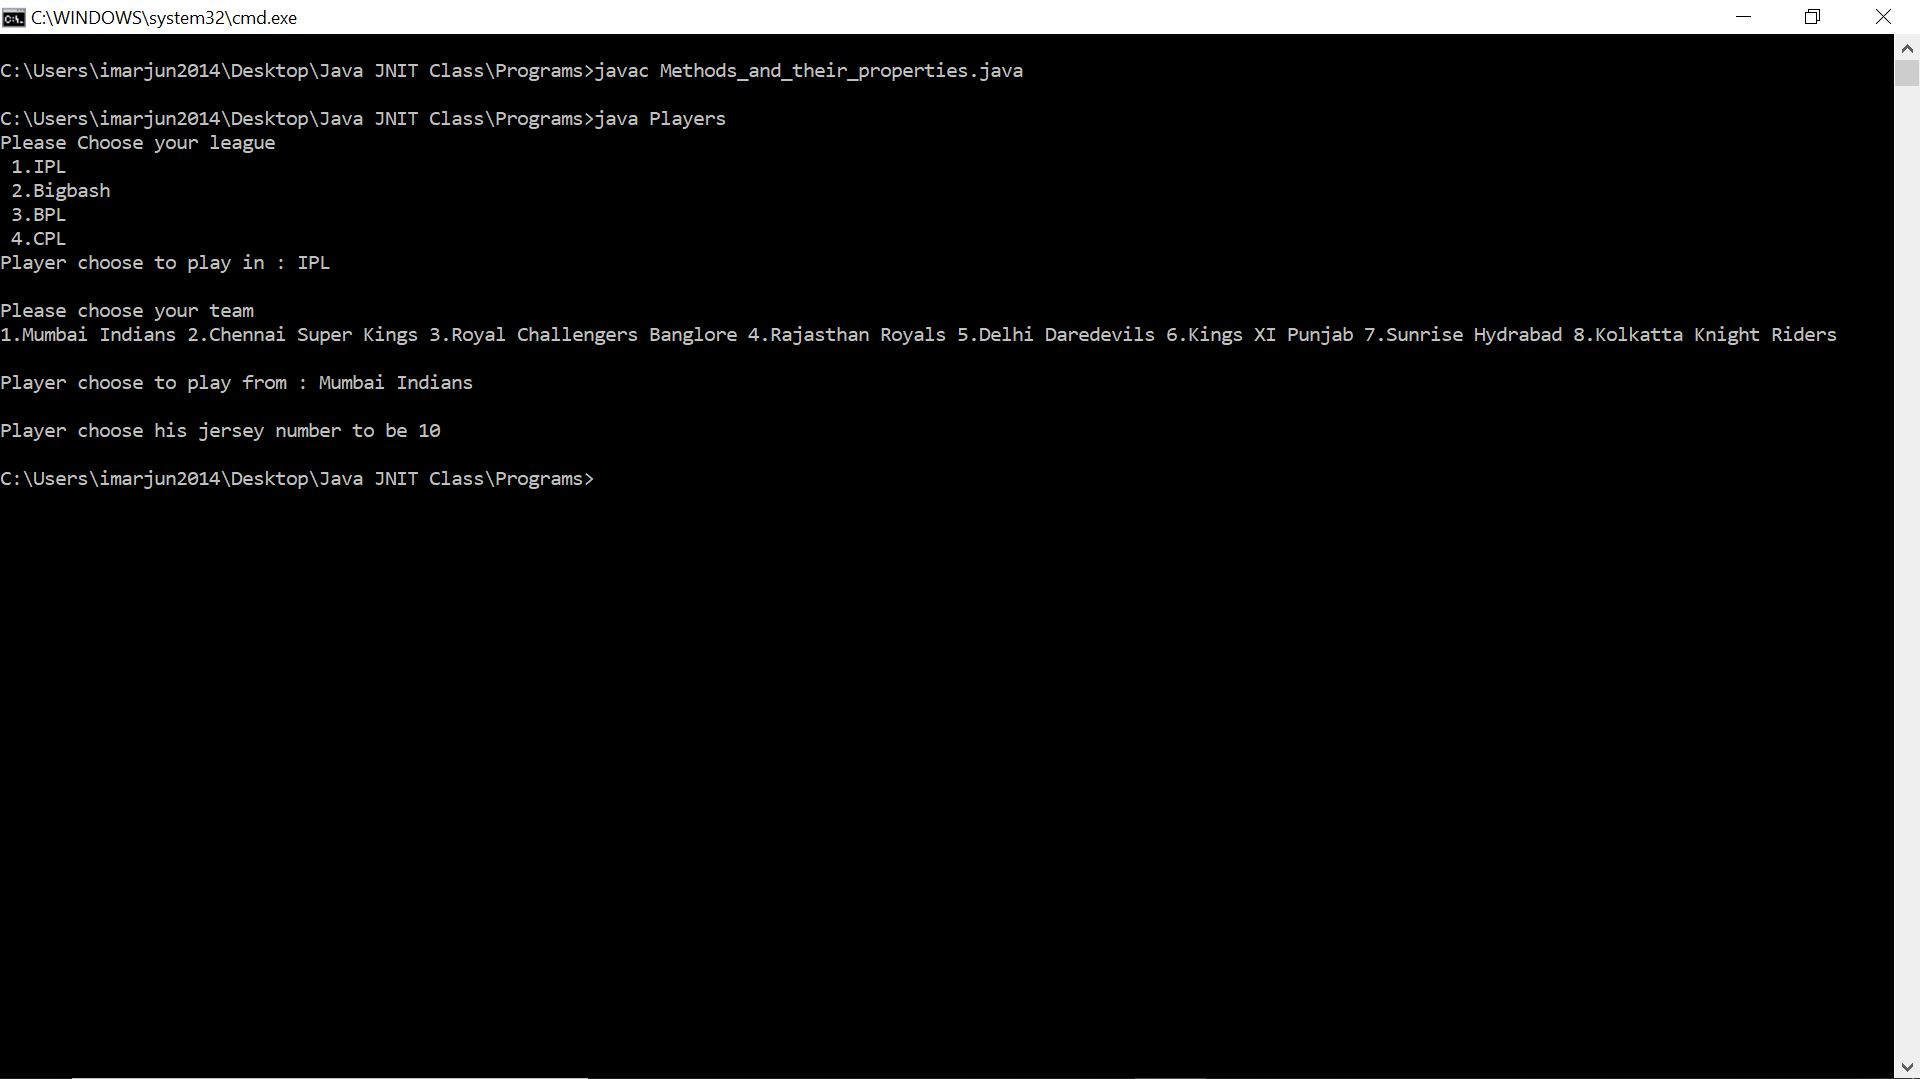 C:\WINDOWS\system32\cmd.exe
C:\Users\imarjun2014\Desktop\Java JNIT Class\Programs>javac Methods_and_their_properties.java
C:\Users\imarjun2014\Desktop\Java JNIT Class\Programs>java Players
Please Choose your league
1.IPL
2.Bigbash
3.BPL
4.CPL
Player choose to play in : IPL
Please choose your team
1.Mumbai Indians 2.Chennai Super Kings 3.Royal Challengers Banglore 4.Rajasthan Royals 5.Delhi Daredevils 6.Kings XI Punjab 7.Sunrise Hydrabad 8.Kolkatta Knight Riders
Player choose to play from : Mumbai Indians
Player choose his jersey number to be 10
C:\Users\imarjun2014\Desktop\Java JNIT Class\Programs>